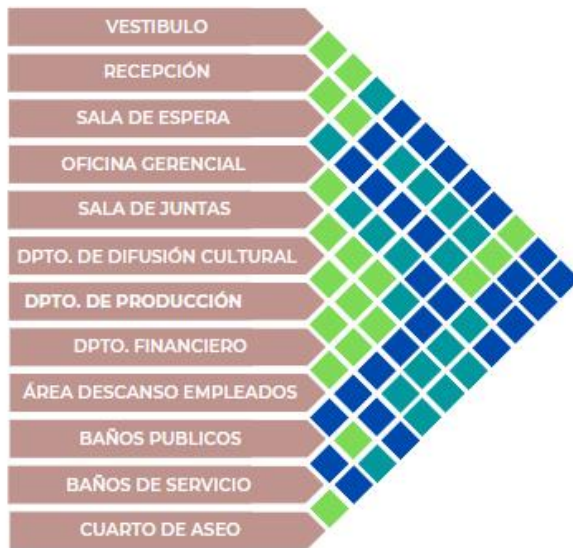 VESTIBULO
RECEPCIÓN
SALA DE ESPERA
OFICINA GERENCIAL
SALA DE JUNTAS
DPTO. DE DIFUSIÓN CULTURAL
DPTO. DE PRODUCCIÓN
DPTO. FINANCIERO
ÁREA DESCANSO EMPLEADOS
BAÑOS PUBLICOS
BAÑOS DE SERVICIO
CUARTO DE ASEO